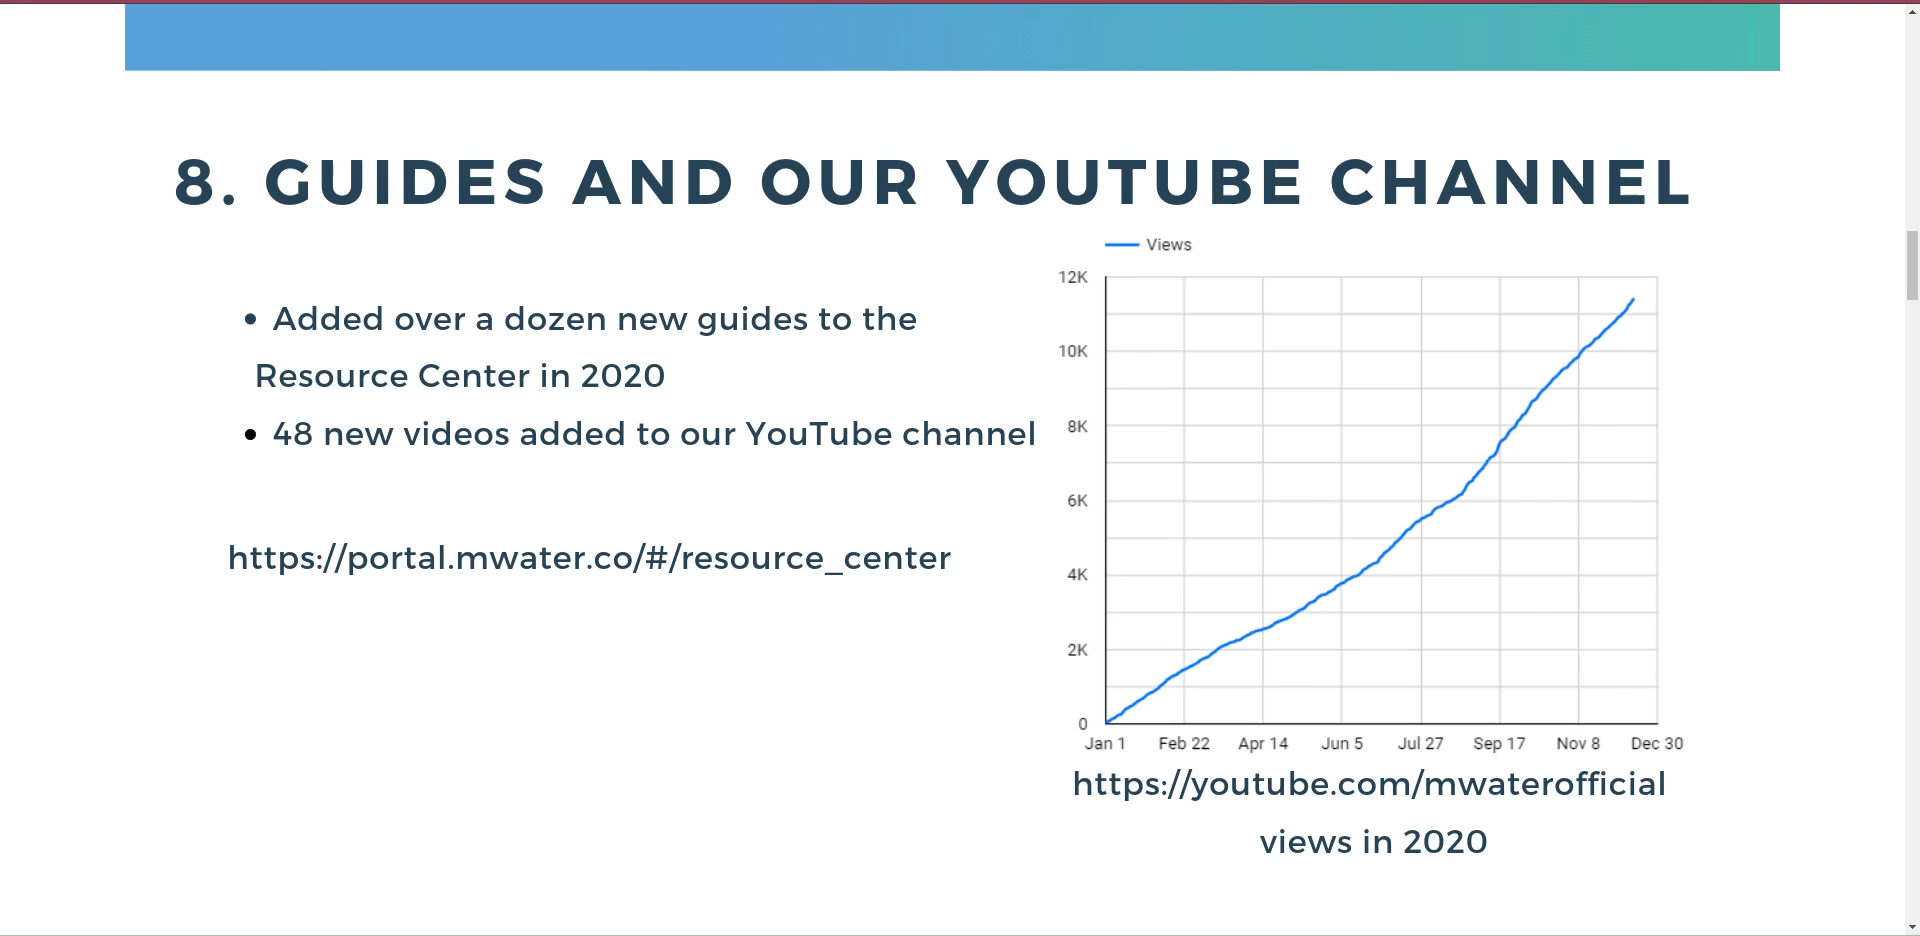 8. GUIDES AND OUR YOUTUBE CHANNEL
• Added over a dozen new guides to the
Resource Center in 2020
• 48 new videos added to our YouTube channel
https://portal.mwater.co/#/resource_center
Views
12K
10K
8K
6K
4K
2K
0
Jan 1 Feb 22 Apr 14 Jun 5 Jul 27 Sep 17 Nov 8 Dec 30
https://youtube.com/mwaterofficial
views in 2020